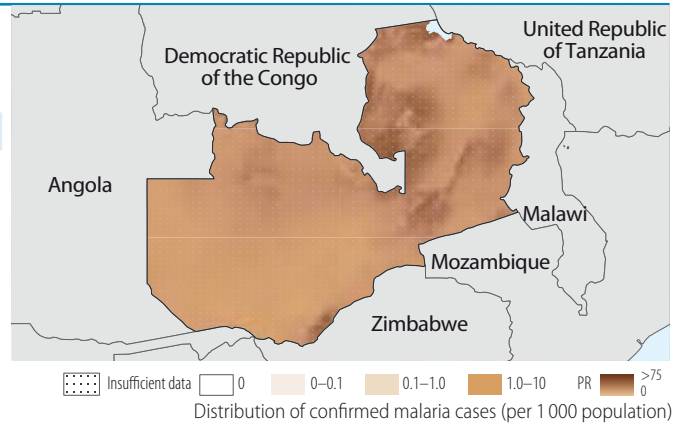 United Republic
of Tanzania
Democratic Republic
of the Congo
Angola
Malawi
Mozambique
Zimbabwe
Insufficient data 0 0–0.1 0.1–1.0 1.0–10 PR >75
0
Distribution of confirmed malaria cases (per 1 000 population)